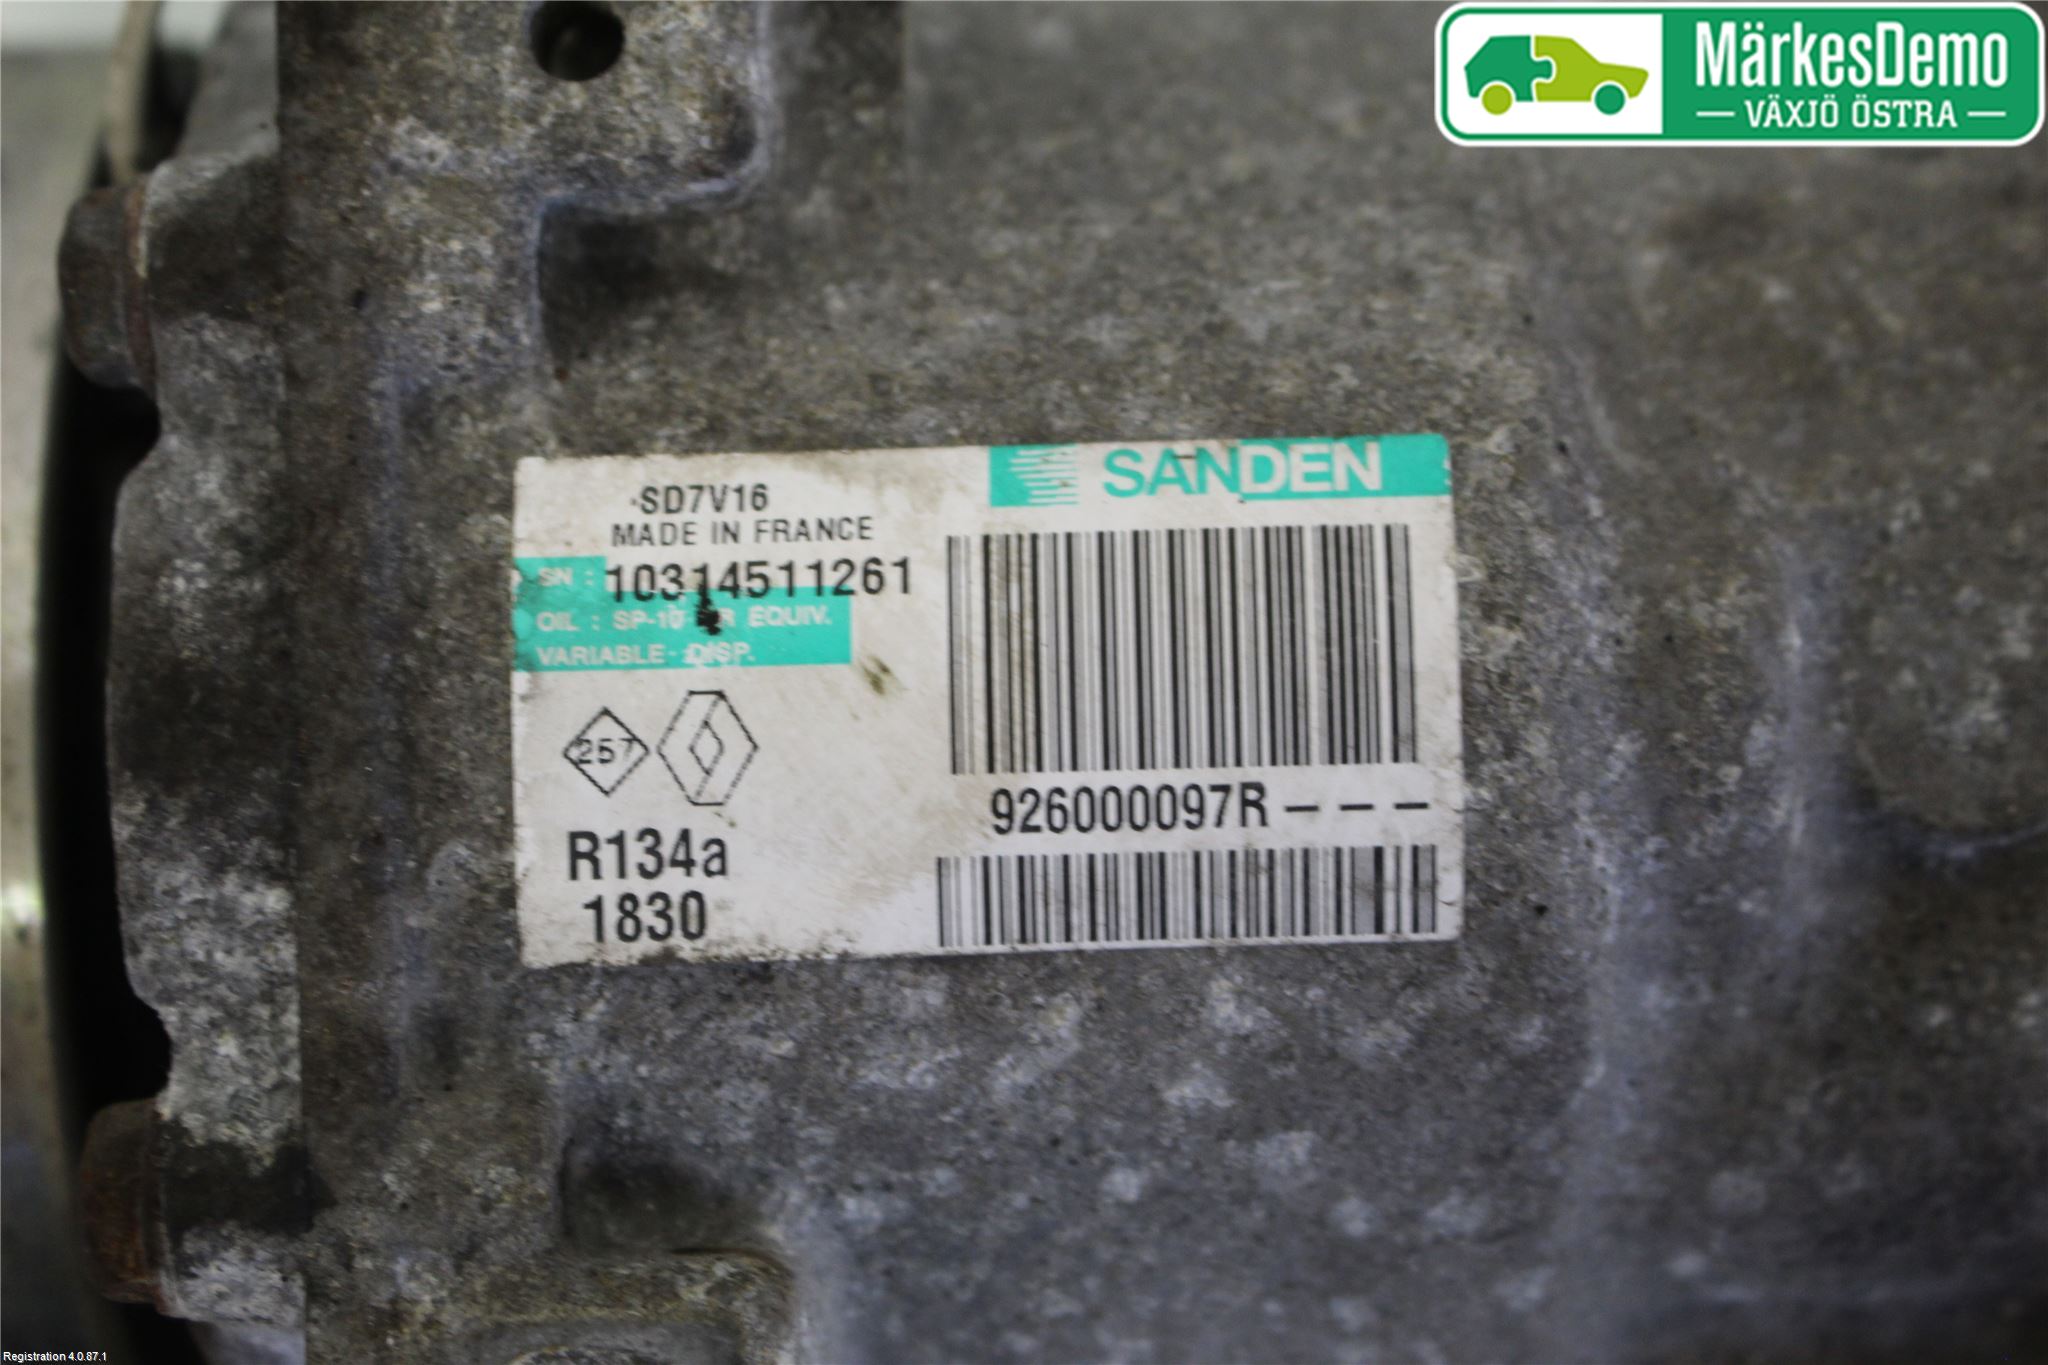 MärkesDemo
VÄXJÖ ÖSTRA
SANDEN
SD7V16
MADE IN FRANCE
SN : 10314511261
OIL : SP-10 EQUIV.
VARIABLE DISP.
257
926000097R - - -
R134a
1830
Registration 4.0.87.1